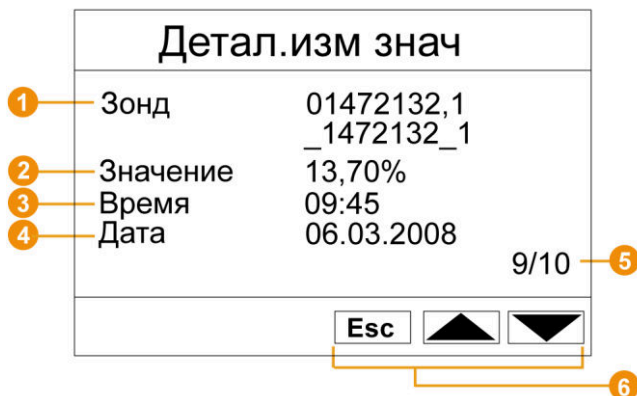 Детал.изм знач
1 Зонд 01472132,1
_1472132_1
2 Значение 13,70%
3 Время 09:45
4 Дата 06.03.2008
9/10 5
Esc
6